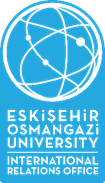 ESKİŞEHİR
OSMANGAZİ
UNIVERSITY
INTERNATIONAL
RELATIONS OFFICE